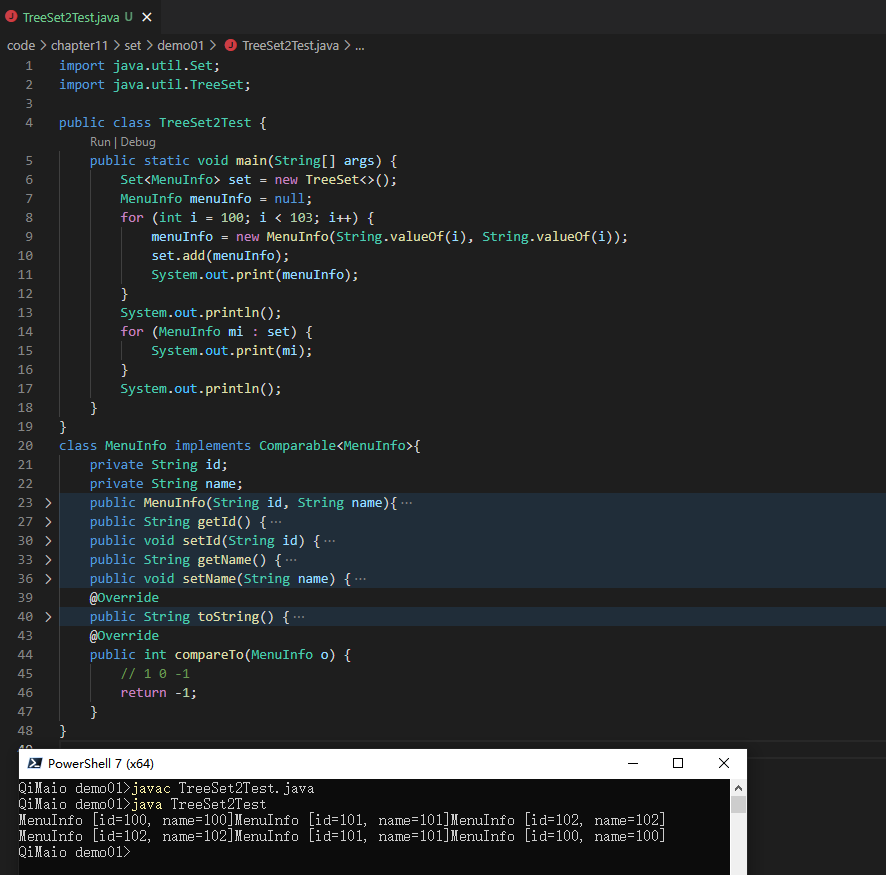 TreeSet2Test.java U
code > chapter11 > set > demo01 > TreeSet2Test.java > ...
1 import java.util.Set;
2 import java.util.TreeSet;
3
4 public class TreeSet2Test {
Run | Debug
5 public static void main(String[] args) {
6 Set<MenuInfo> set = new TreeSet<>();
7 MenuInfo menuInfo = null;
8 for (int i = 100; i < 103; i++) {
9 menuInfo = new MenuInfo(String.valueOf(i), String.valueOf(i));
10 set.add(menuInfo);
11 System.out.print(menuInfo);
12 }
13 System.out.println();
14 for (MenuInfo mi : set) {
15 System.out.print(mi);
16 }
17 System.out.println();
18 }
19 }
20 class MenuInfo implements Comparable<MenuInfo>{
21 private String id;
22 private String name;
23 > public MenuInfo(String id, String name){ ···
27 > public String getId() { ···
30 > public void setId(String id) { ···
33 > public String getName() { ···
36 > public void setName(String name) { ···
39 @Override
40 > public String toString() { ···
43 @Override
44 public int compareTo(MenuInfo o) {
45 // 1 0 -1
46 return -1;
47 }
48 }
49
PowerShell 7 (x64)
QiMaio demo01>javac TreeSet2Test.java
QiMaio demo01>java TreeSet2Test
MenuInfo [id=100, name=100]MenuInfo [id=101, name=101]MenuInfo [id=102, name=102]
MenuInfo [id=102, name=102]MenuInfo [id=101, name=101]MenuInfo [id=100, name=100]
QiMaio demo01>